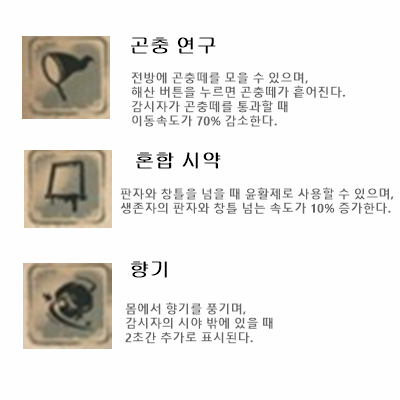 곤충 연구
전방에 곤충떼를 모을 수 있으며,
해산 버튼을 누르면 곤충떼가 흩어진다.
감시자가 곤충떼를 통과할 때
이동속도가 70% 감소한다.
혼합 시약
판자와 창틀을 넘을 때 윤활제로 사용할 수 있으며,
생존자의 판자와 창틀 넘는 속도가 10% 증가한다.
향기
몸에서 향기를 풍기며,
감시자의 시야 밖에 있을 때
2초간 추가로 표시된다.